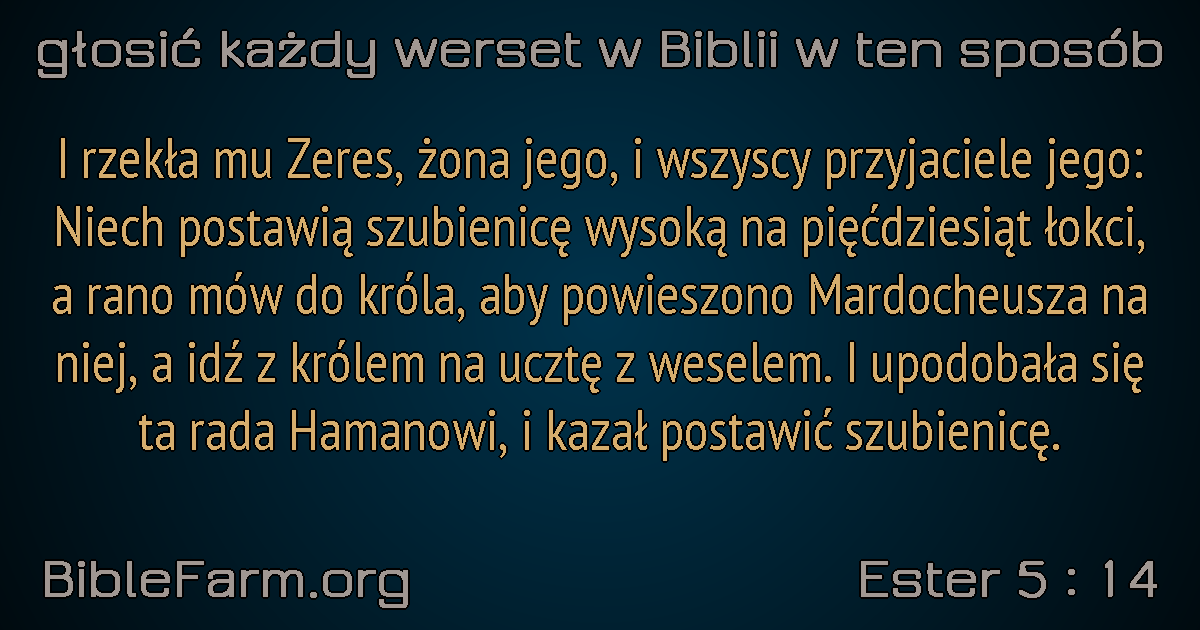 głosić każdy werset w Biblii w ten sposób
I rzekła mu Zeres, żona jego, i wszyscy przyjaciele jego:
Niech postawią szubienicę wysoką na pięćdziesiąt łokci,
a rano mów do króla, aby powieszono Mardocheusza na
niej, a idź z królem na ucztę z weselem. I upodobała się
ta rada Hamanowi, i kazał postawić szubienicę.
BibleFarm.org
Ester 5 : 14